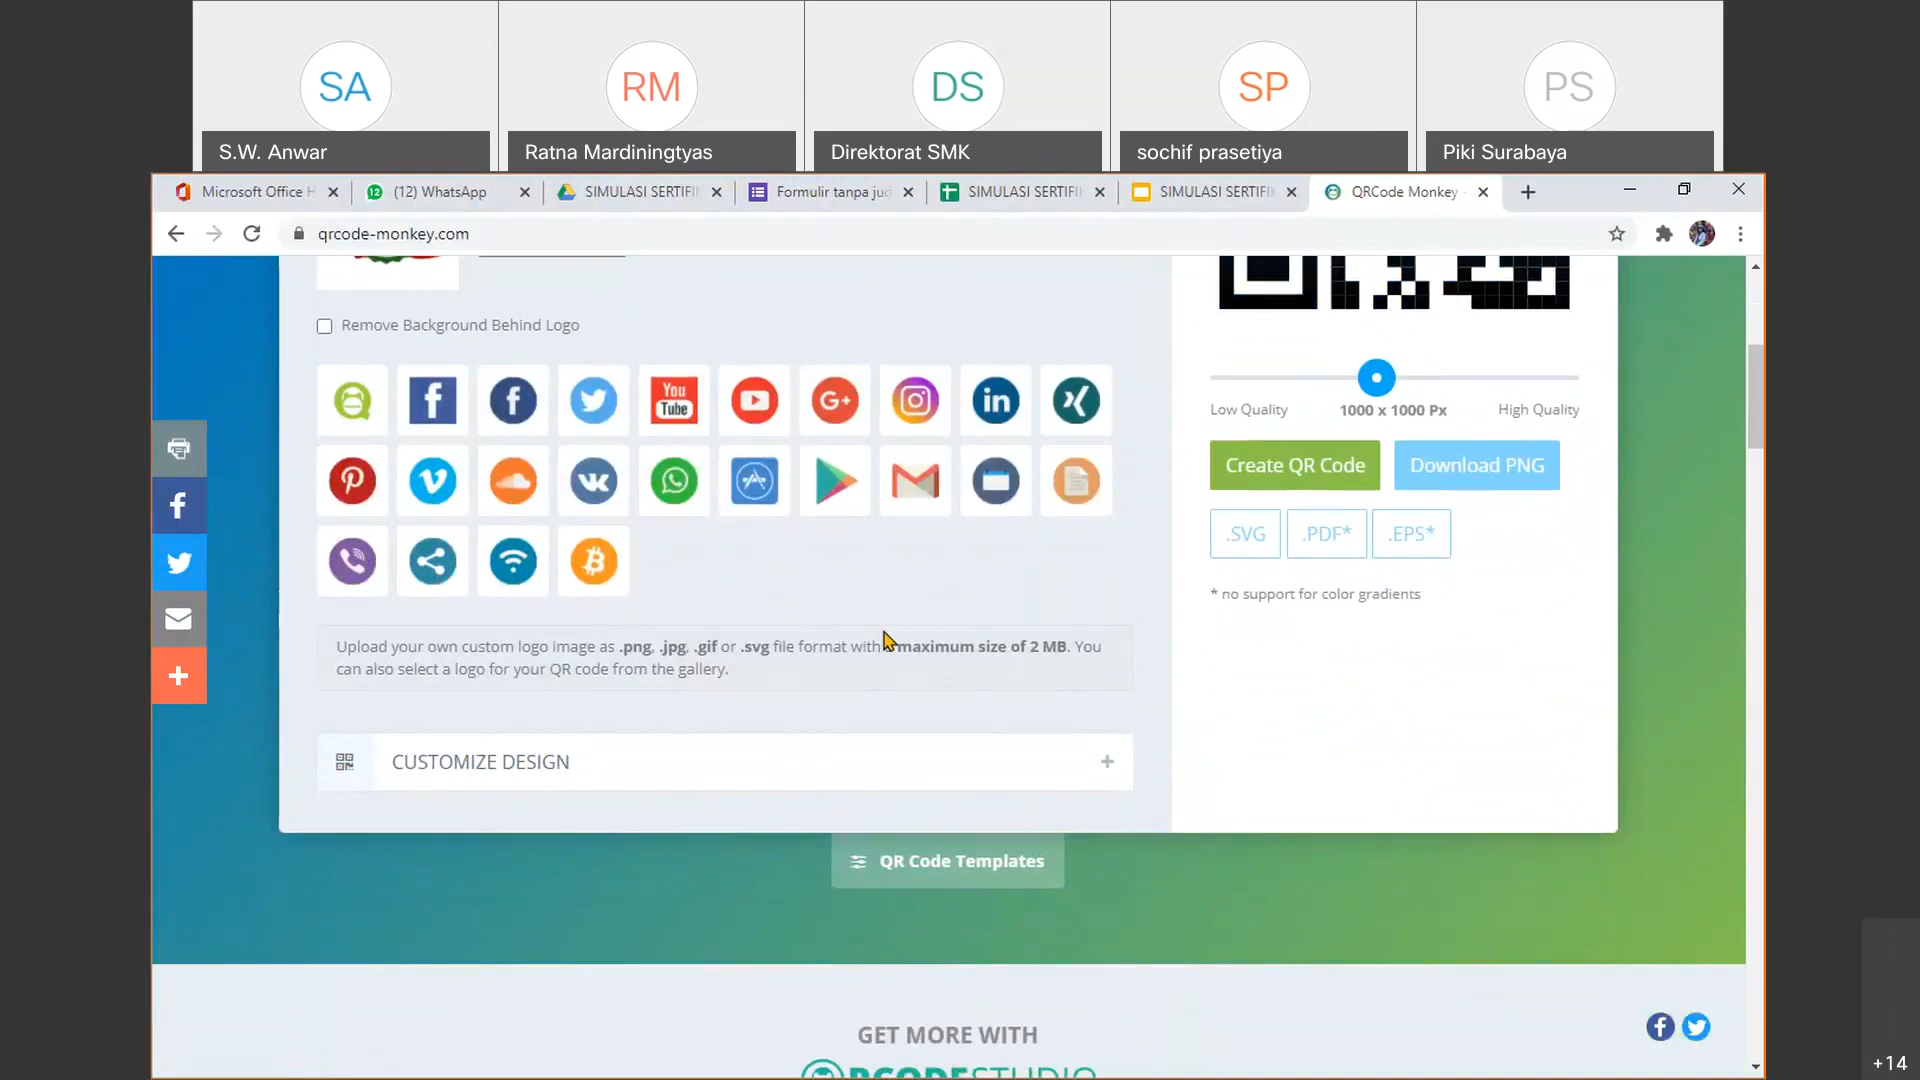 SA
RM
DS
SP
PS
S.W. Anwar
Ratna Mardiningtyas
Direktorat SMK
sochif prasetiya
Piki Surabaya
Microsoft Office H
(12) WhatsApp
SIMULASI SERTIFI
Formulir tanpa jud
SIMULASI SERTIFI
SIMULASI SERTIFI
QRCode Monkey -
qrcode-monkey.com
Remove Background Behind Logo
You
Tube
G+
in
Low Quality
1000 x 1000 Px
High Quality
Create QR Code
Download PNG
.SVG
.PDF*
.EPS*
* no support for color gradients
Upload your own custom logo image as .png, .jpg, .gif or .svg file format with maximum size of 2 MB. You
can also select a logo for your QR code from the gallery.
CUSTOMIZE DESIGN
QR Code Templates
GET MORE WITH
QRCODESTUDIO
+14